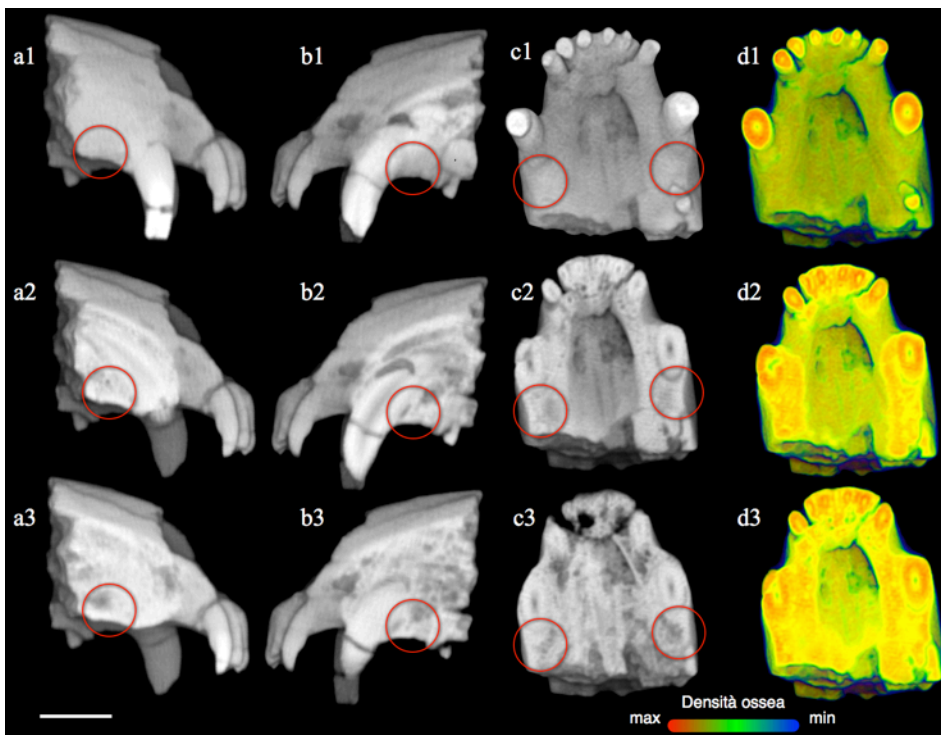 a1 b1 c1 d1
a2 b2 c2 d2
a3 b3 c3 d3
Densità ossea
max min